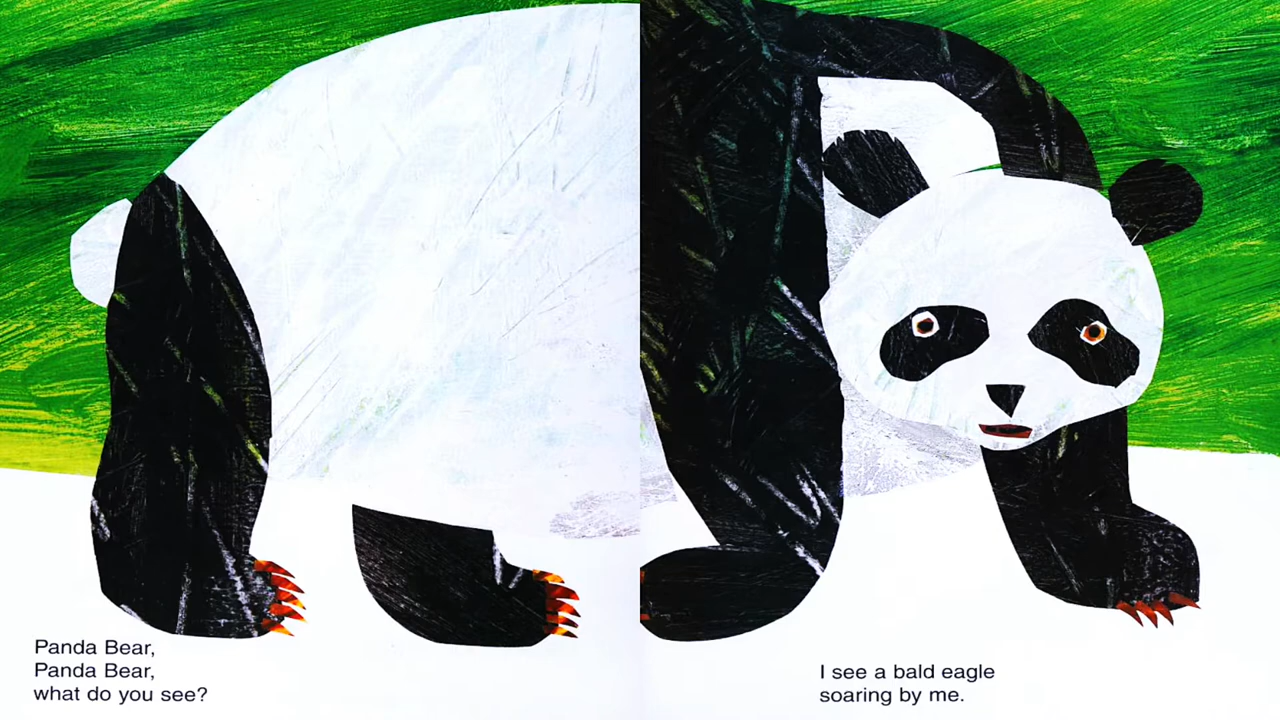 Panda Bear,
Panda Bear,
what do you see?
I see a bald eagle
soaring by me.